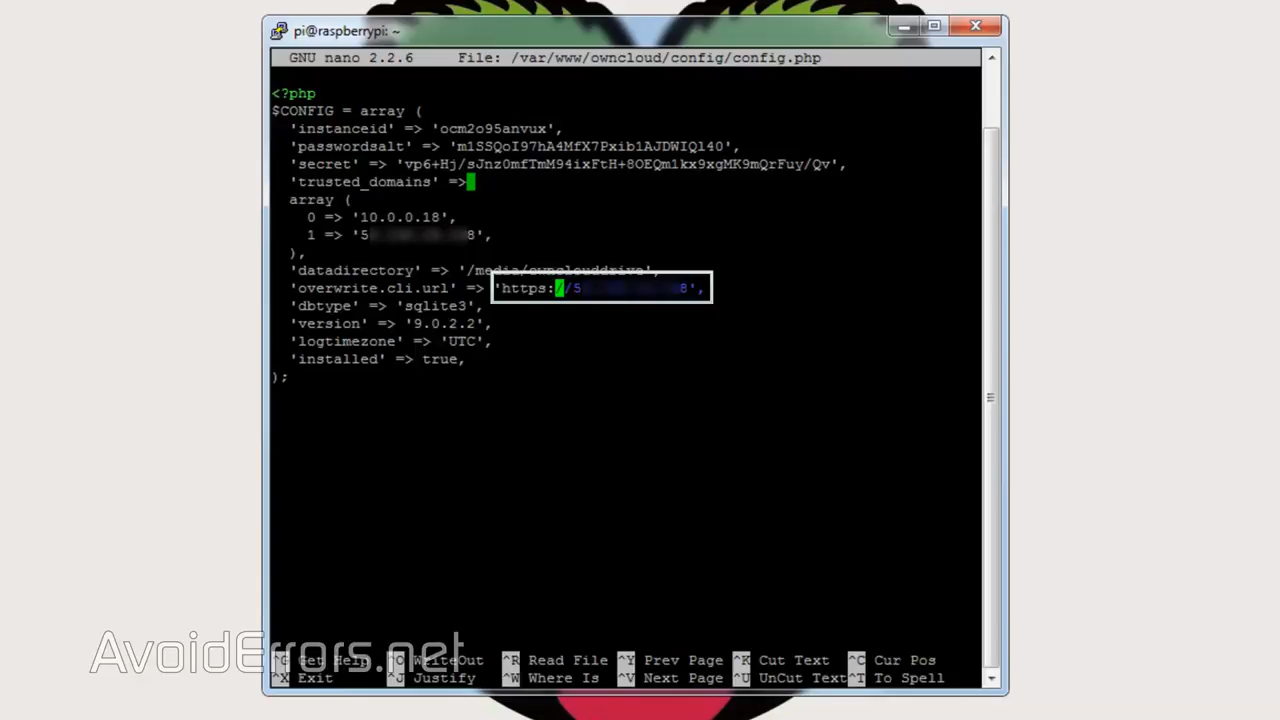 pi@raspberrypi: ~
GNU nano 2.2.6 File: /var/www/owncloud/config/config.php
<?php
$CONFIG = array (
'instanceid' => 'ocm2o95anvux',
'passwordsalt' => 'm1SSQoI97hA4MfX7Pxib1AJDWIQl40',
'secret' => 'vp6+Hj/sJnz0mfTmM94ixFtH+8OEQm1kx9xgMK9mQrFuy/Qv',
'trusted_domains' =>
array (
0 => '10.0.0.18',
1 => '5 8',
),
'datadirectory' => '/media/ownclouddrive',
'overwrite.cli.url' => 'https://5 8',
'dbtype' => 'sqlite3',
'version' => '9.0.2.2',
'logtimezone' => 'UTC',
'installed' => true,
);
AvoidErrors.net
^G Get Help ^O WriteOut ^R Read File ^Y Prev Page ^K Cut Text ^C Cur Pos
^X Exit ^J Justify ^W Where Is ^V Next Page ^U UnCut Text ^T To Spell